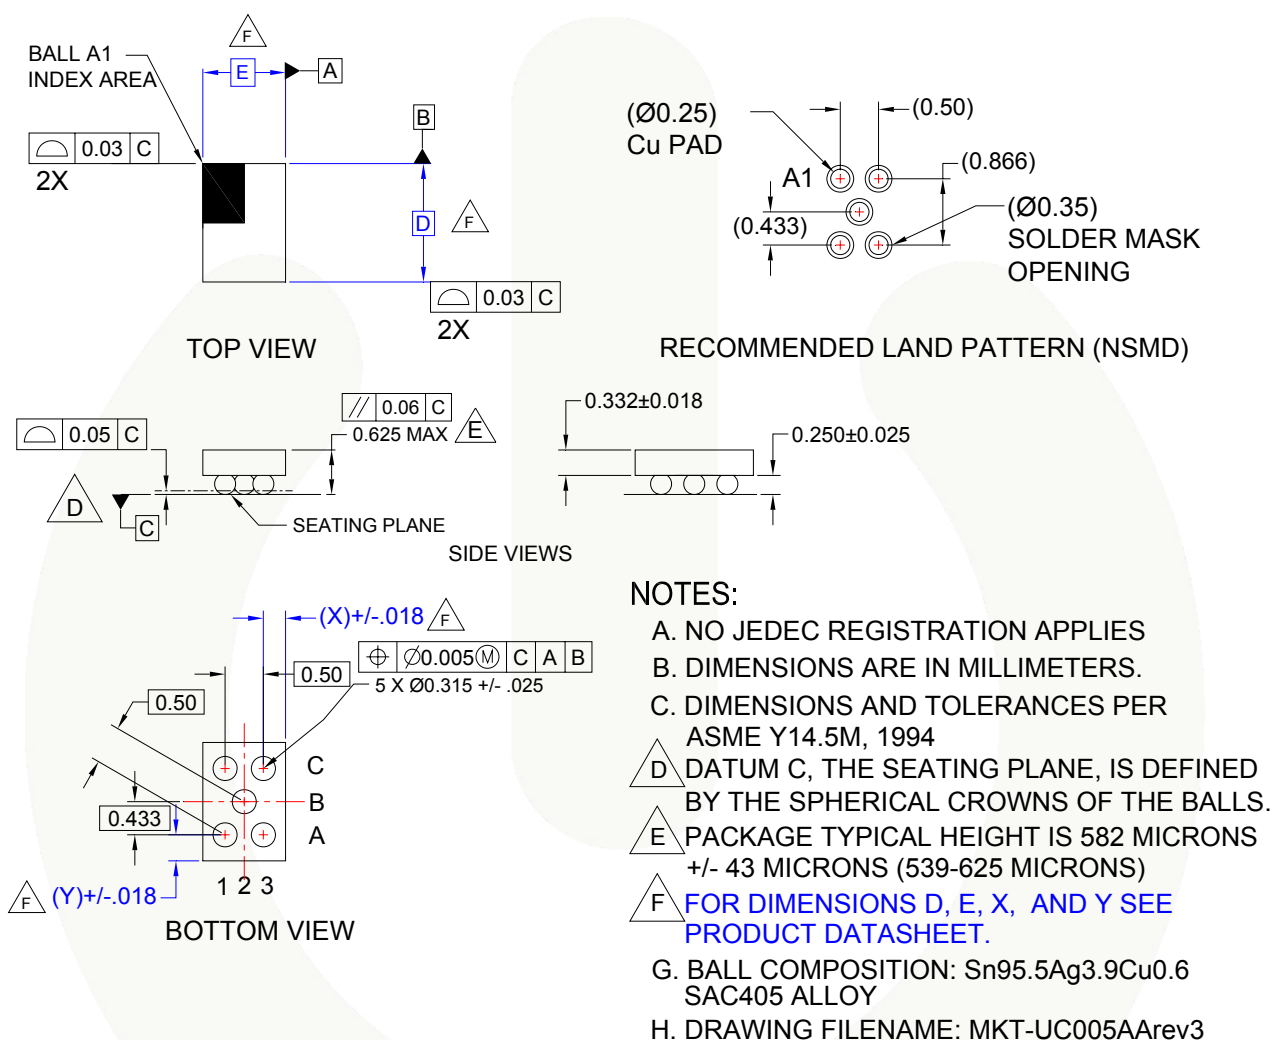 F
BALL A1
INDEX AREA
E
A
B
0.03 C
2X
D
F
0.03 C
2X
TOP VIEW
(Ø0.25)
Cu PAD
(0.50)
A1
(0.866)
(0.433)
(Ø0.35)
SOLDER MASK
OPENING
RECOMMENDED LAND PATTERN (NSMD)
// 0.06 C
0.625 MAX
E
0.05 C
D
C
SEATING PLANE
0.332±0.018
0.250±0.025
SIDE VIEWS
(X)+/-.018
F
Ø0.005Ⓜ C A B
5 X Ø0.315 +/- .025
0.50
0.50
C
B
A
0.433
1 2 3
F
(Y)+/-.018
BOTTOM VIEW
NOTES:
A. NO JEDEC REGISTRATION APPLIES
B. DIMENSIONS ARE IN MILLIMETERS.
C. DIMENSIONS AND TOLERANCES PER
ASME Y14.5M, 1994
D DATUM C, THE SEATING PLANE, IS DEFINED
BY THE SPHERICAL CROWNS OF THE BALLS.
E PACKAGE TYPICAL HEIGHT IS 582 MICRONS
+/- 43 MICRONS (539-625 MICRONS)
F FOR DIMENSIONS D, E, X, AND Y SEE
PRODUCT DATASHEET.
G. BALL COMPOSITION: Sn95.5Ag3.9Cu0.6
SAC405 ALLOY
H. DRAWING FILENAME: MKT-UC005AArev3